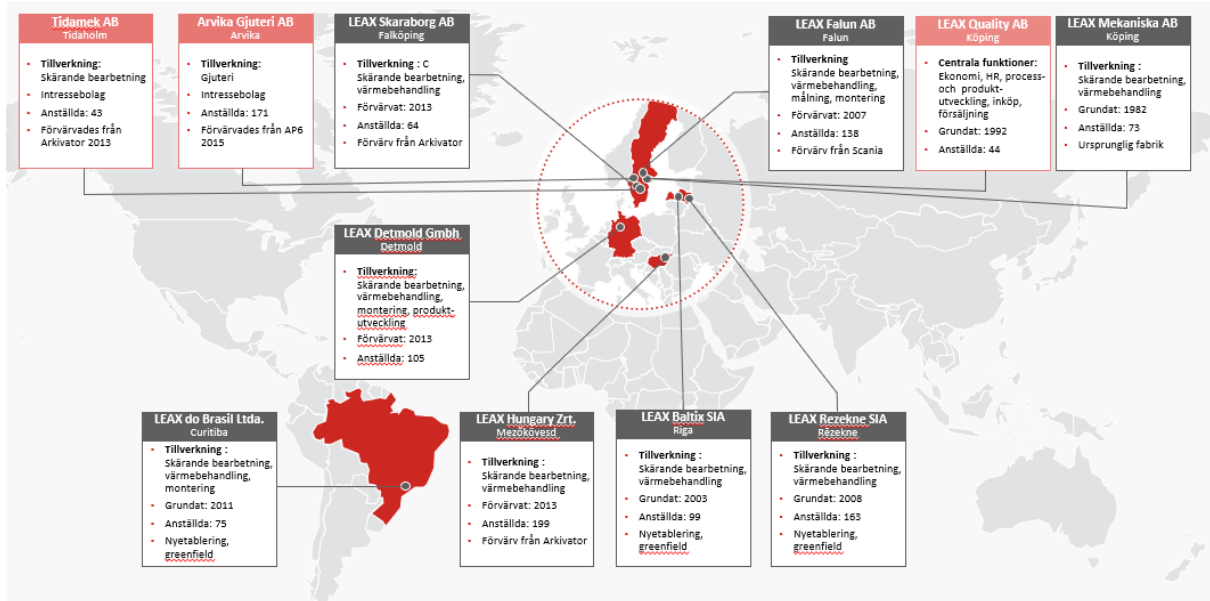 Tidamek AB
Tidaholm
• Tillverkning:
Skärande bearbetning
• Intressebolag
• Anställda: 43
• Förvärvades från
Arkivator 2013
Arvika Gjuteri AB
Arvika
• Tillverkning:
Gjuteri
• Intressebolag
• Anställda: 171
• Förvärvades från AP6
2015
LEAX Skaraborg AB
Falköping
• Tillverkning : C
Skärande bearbetning,
värmebehandling
• Förvärvat: 2013
• Anställda: 64
• Förvärv från Arkivator
LEAX Falun AB
Falun
• Tillverkning
Skärande bearbetning,
värmebehandling,
målning, montering
• Förvärvat: 2007
• Anställda: 138
• Förvärv från Scania
LEAX Quality AB
Köping
• Centrala funktioner:
Ekonomi, HR, process-
och produkt-
utveckling, inköp,
försäljning
• Grundat: 1992
• Anställda: 44
LEAX Mekaniska AB
Köping
• Tillverkning :
Skärande bearbetning,
värmebehandling
• Grundat: 1982
• Anställda: 73
• Ursprunglig fabrik
LEAX Detmold Gmbh
Detmold
• Tillverkning:
Skärande bearbetning,
värmebehandling,
montering, produkt-
utveckling
• Förvärvat: 2013
• Anställda: 105
LEAX do Brasil Ltda.
Curitiba
• Tillverkning :
Skärande bearbetning,
värmebehandling,
montering
• Grundat: 2011
• Anställda: 75
• Nyetablering,
greenfield
LEAX Hungary Zrt.
Mezökövesd
• Tillverkning :
Skärande bearbetning,
värmebehandling
• Förvärvat: 2013
• Anställda: 199
• Förvärv från Arkivator
LEAX Baltix SIA
Riga
• Tillverkning :
Skärande bearbetning,
värmebehandling
• Grundat: 2003
• Anställda: 99
• Nyetablering,
greenfield
LEAX Rezekne SIA
Rēzekne
• Tillverkning :
Skärande bearbetning,
värmebehandling
• Grundat: 2008
• Anställda: 163
• Nyetablering,
greenfield